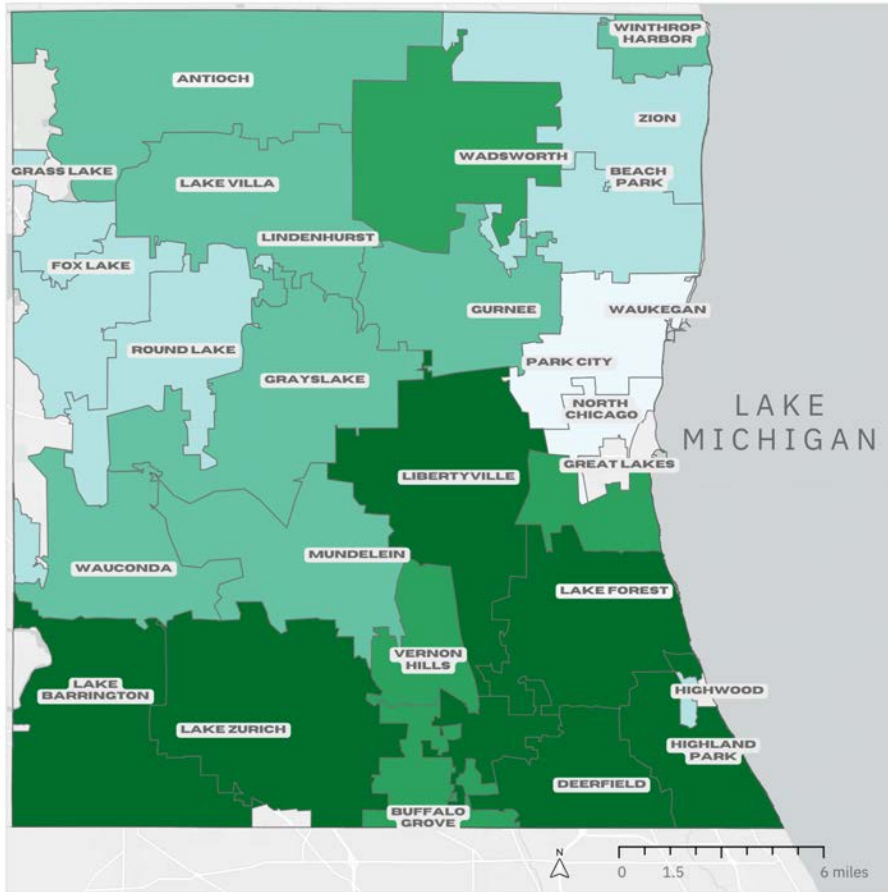 WINTHROP
HARBOR
ANTIOCH
ZION
WADSWORTH
GRASS LAKE
LAKE VILLA
BEACH
PARK
LINDENHURST
FOX LAKE
GURNEE
WAUKEGAN
ROUND LAKE
PARK CITY
GRAYSLAKE
NORTH
CHICAGO
LAKE
MICHIGAN
GREAT LAKES
LIBERTYVILLE
MUNDELEIN
WAUCONDA
LAKE FOREST
VERNON
HILLS
LAKE
BARRINGTON
HIGHWOOD
LAKE ZURICH
HIGHLAND
PARK
DEERFIELD
BUFFALO
GROVE
N
0 1.5 6 miles